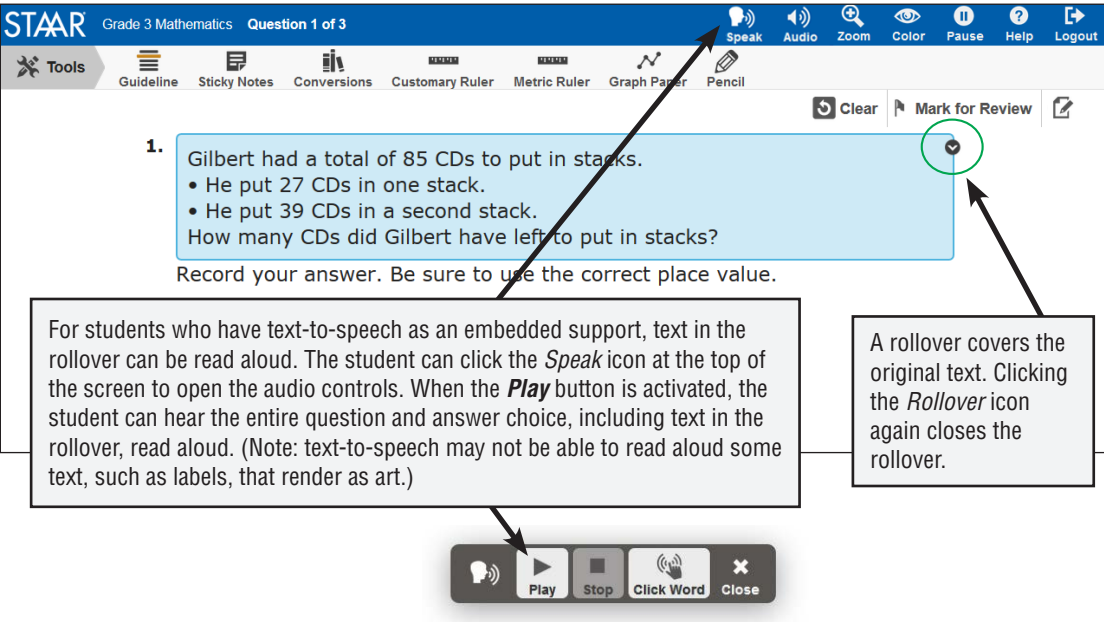 STAAR Grade 3 Mathematics Question 1 of 3
Speak Audio Zoom Color Pause Help Logout
Tools
Guideline Sticky Notes Conversions Customary Ruler Metric Ruler Graph Paper Pencil
Clear Mark for Review
1.
Gilbert had a total of 85 CDs to put in stacks.
• He put 27 CDs in one stack.
• He put 39 CDs in a second stack.
How many CDs did Gilbert have left to put in stacks?
Record your answer. Be sure to use the correct place value.
For students who have text-to-speech as an embedded support, text in the
rollover can be read aloud. The student can click the Speak icon at the top of
the screen to open the audio controls. When the Play button is activated, the
student can hear the entire question and answer choice, including text in the
rollover, read aloud. (Note: text-to-speech may not be able to read aloud some
text, such as labels, that render as art.)
A rollover covers the
original text. Clicking
the Rollover icon
again closes the
rollover.
Play Stop Click Word Close